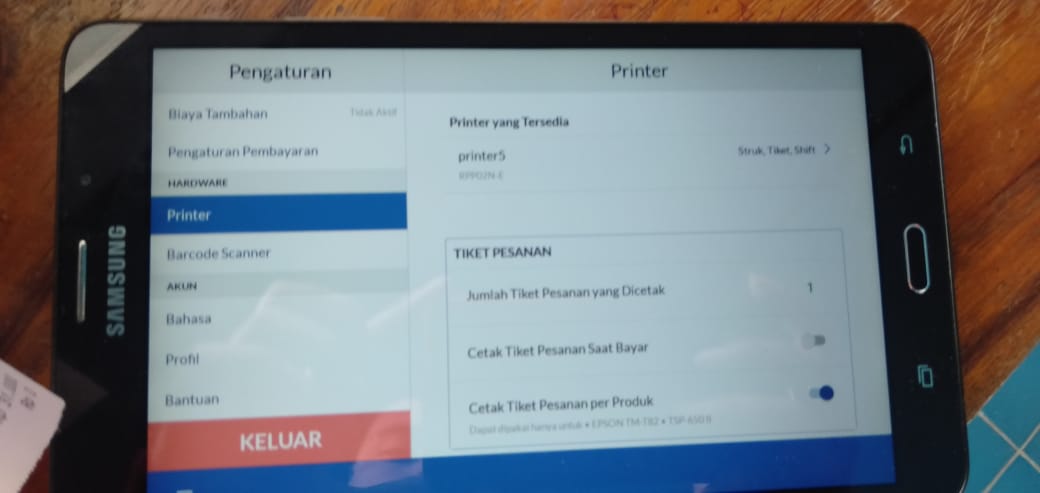 SAMSUNG
Pengaturan
Biaya Tambahan Tidak Aktif
Pengaturan Pembayaran
HARDWARE
Printer
Barcode Scanner
AKUN
Bahasa
Profil
Bantuan
KELUAR
Printer
Printer yang Tersedia
printer5 Struk, Tiket, Shift
RPP02N-E
TIKET PESANAN
Jumlah Tiket Pesanan yang Dicetak 1
Cetak Tiket Pesanan Saat Bayar
Cetak Tiket Pesanan per Produk
Dapat dipakai hanya untuk • EPSON TM-T82 • TSP-650 II